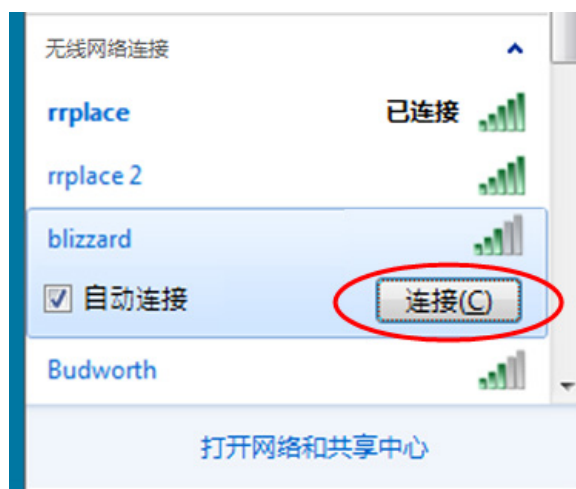 无线网络连接
rrplace 已连接
rrplace 2
blizzard
自动连接 连接(C)
Budworth
打开网络和共享中心